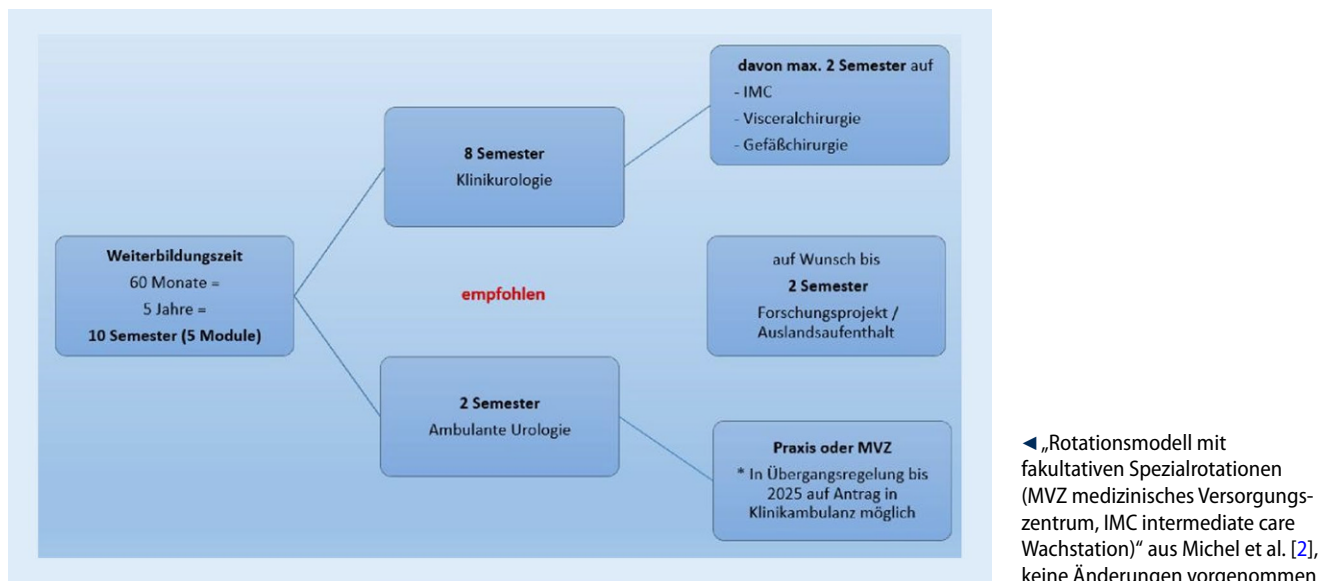 davon max. 2 Semester auf
- IMC
- Visceralchirurgie
- Gefäßchirurgie
8 Semester
Klinikurologie
Weiterbildungszeit
60 Monate =
5 Jahre =
10 Semester (5 Module)
empfohlen
auf Wunsch bis
2 Semester
Forschungsprojekt /
Auslandsaufenthalt
2 Semester
Ambulante Urologie
Praxis oder MVZ
* In Übergangsregelung bis
2025 auf Antrag in
Klinikambulanz möglich
◄ „Rotationsmodell mit
fakultativen Spezialrotationen
(MVZ medizinisches Versorgungs-
zentrum, IMC intermediate care
Wachstation)“ aus Michel et al. [2],
keine Änderungen vorgenommen